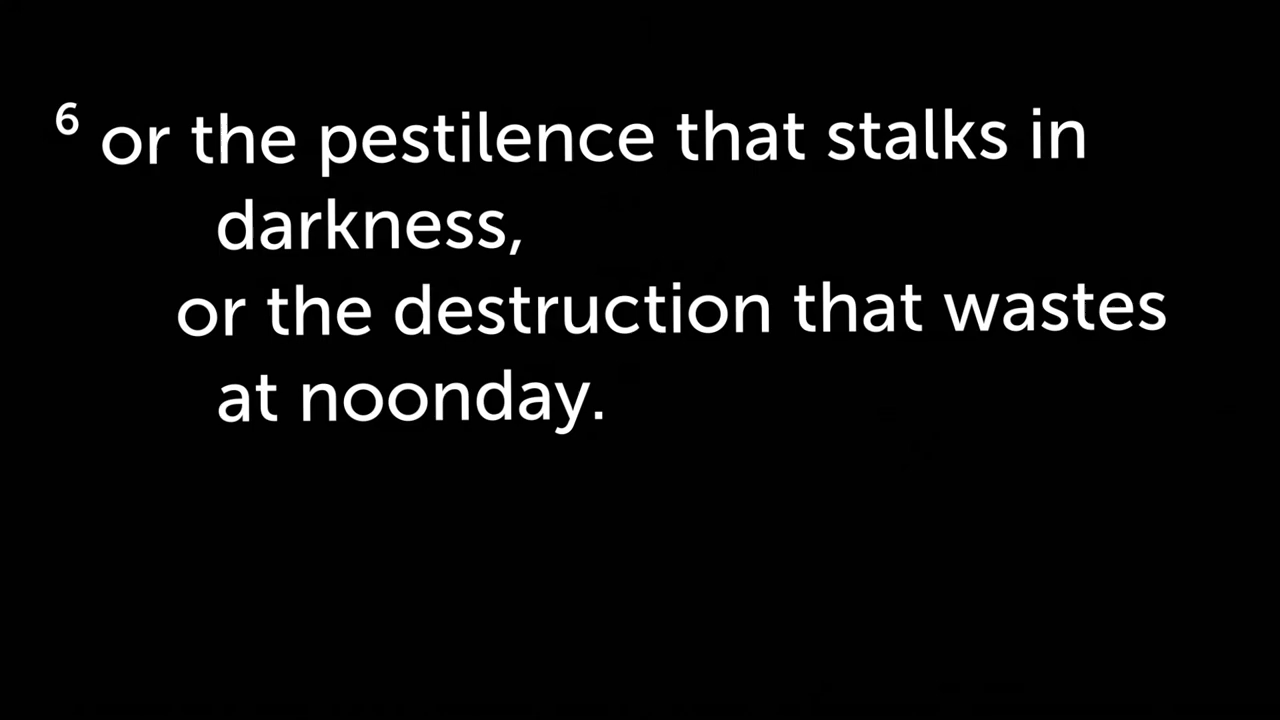 ⁶ or the pestilence that stalks in
darkness,
or the destruction that wastes
at noonday.